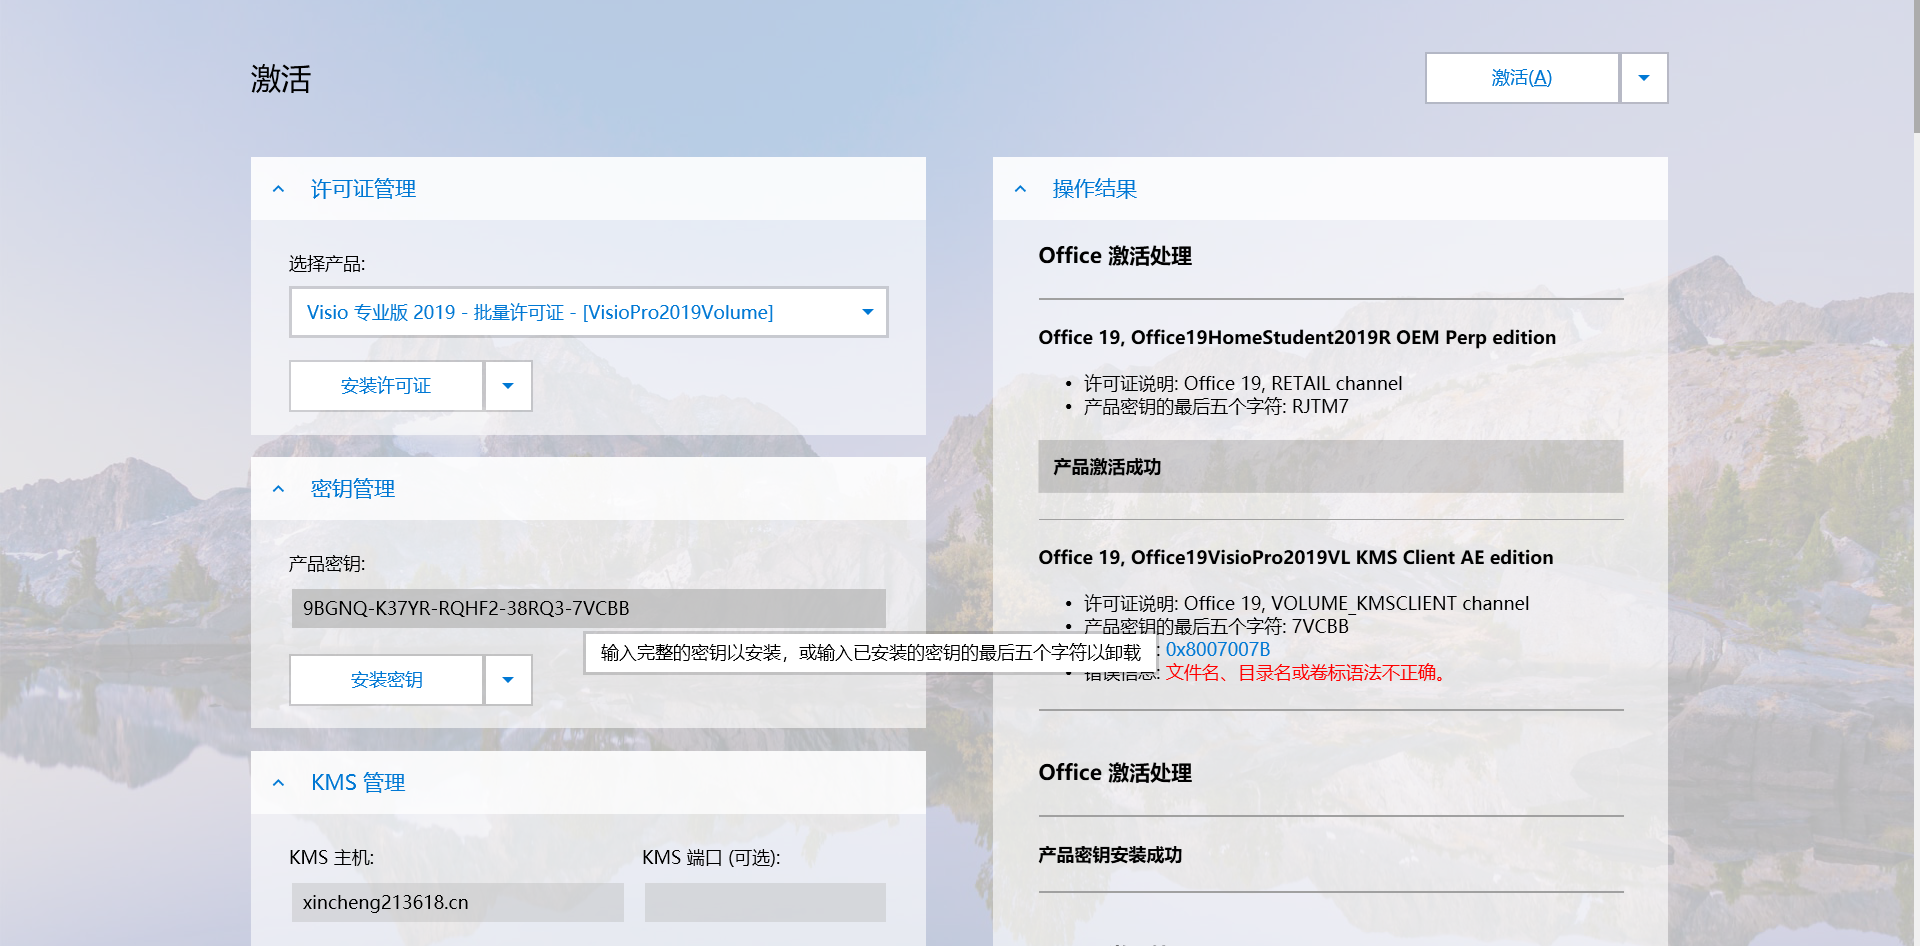 激活
激活(A)
许可证管理
选择产品:
Visio 专业版 2019 - 批量许可证 - [VisioPro2019Volume]
安装许可证
密钥管理
产品密钥:
9BGNQ-K37YR-RQHF2-38RQ3-7VCBB
输入完整的密钥以安装，或输入已安装的密钥的最后五个字符以卸载
安装密钥
KMS 管理
KMS 主机:
KMS 端口 (可选):
xincheng213618.cn
操作结果
Office 激活处理
Office 19, Office19HomeStudent2019R OEM Perp edition
• 许可证说明: Office 19, RETAIL channel
• 产品密钥的最后五个字符: RJTM7
产品激活成功
Office 19, Office19VisioPro2019VL KMS Client AE edition
• 许可证说明: Office 19, VOLUME_KMSCLIENT channel
• 产品密钥的最后五个字符: 7VCBB
: 0x8007007B
• 错误信息: 文件名、目录名或卷标语法不正确。
Office 激活处理
产品密钥安装成功